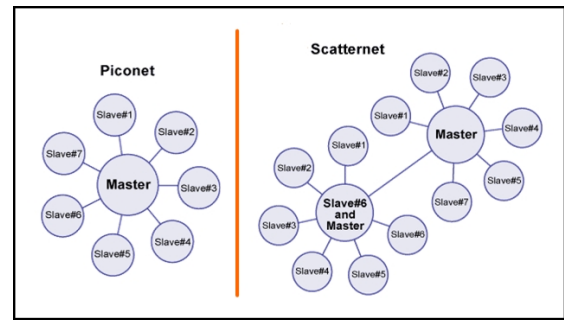 Piconet
Slave#1
Slave#2
Slave#7
Master
Slave#3
Slave#6
Slave#4
Slave#5
Scatternet
Slave#2
Slave#3
Slave#1
Master
Slave#4
Slave#5
Slave#7
Slave#1
Slave#2
Slave#6
and
Master
Slave#3
Slave#6
Slave#4
Slave#5